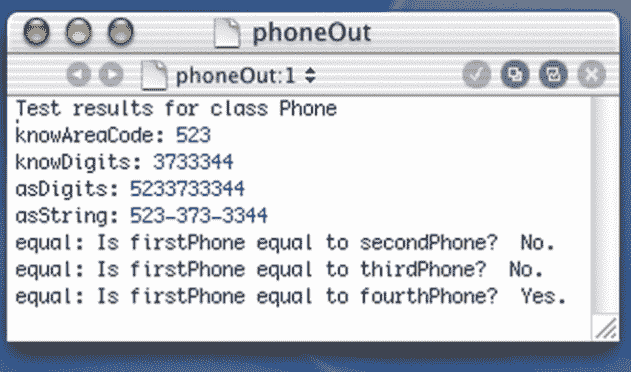 phoneOut
phoneOut:1
Test results for class Phone
knowAreaCode: 523
knowDigits: 3733344
asDigits: 5233733344
asString: 523-373-3344
equal: Is firstPhone equal to secondPhone?  No.
equal: Is firstPhone equal to thirdPhone?  No.
equal: Is firstPhone equal to fourthPhone?  Yes.